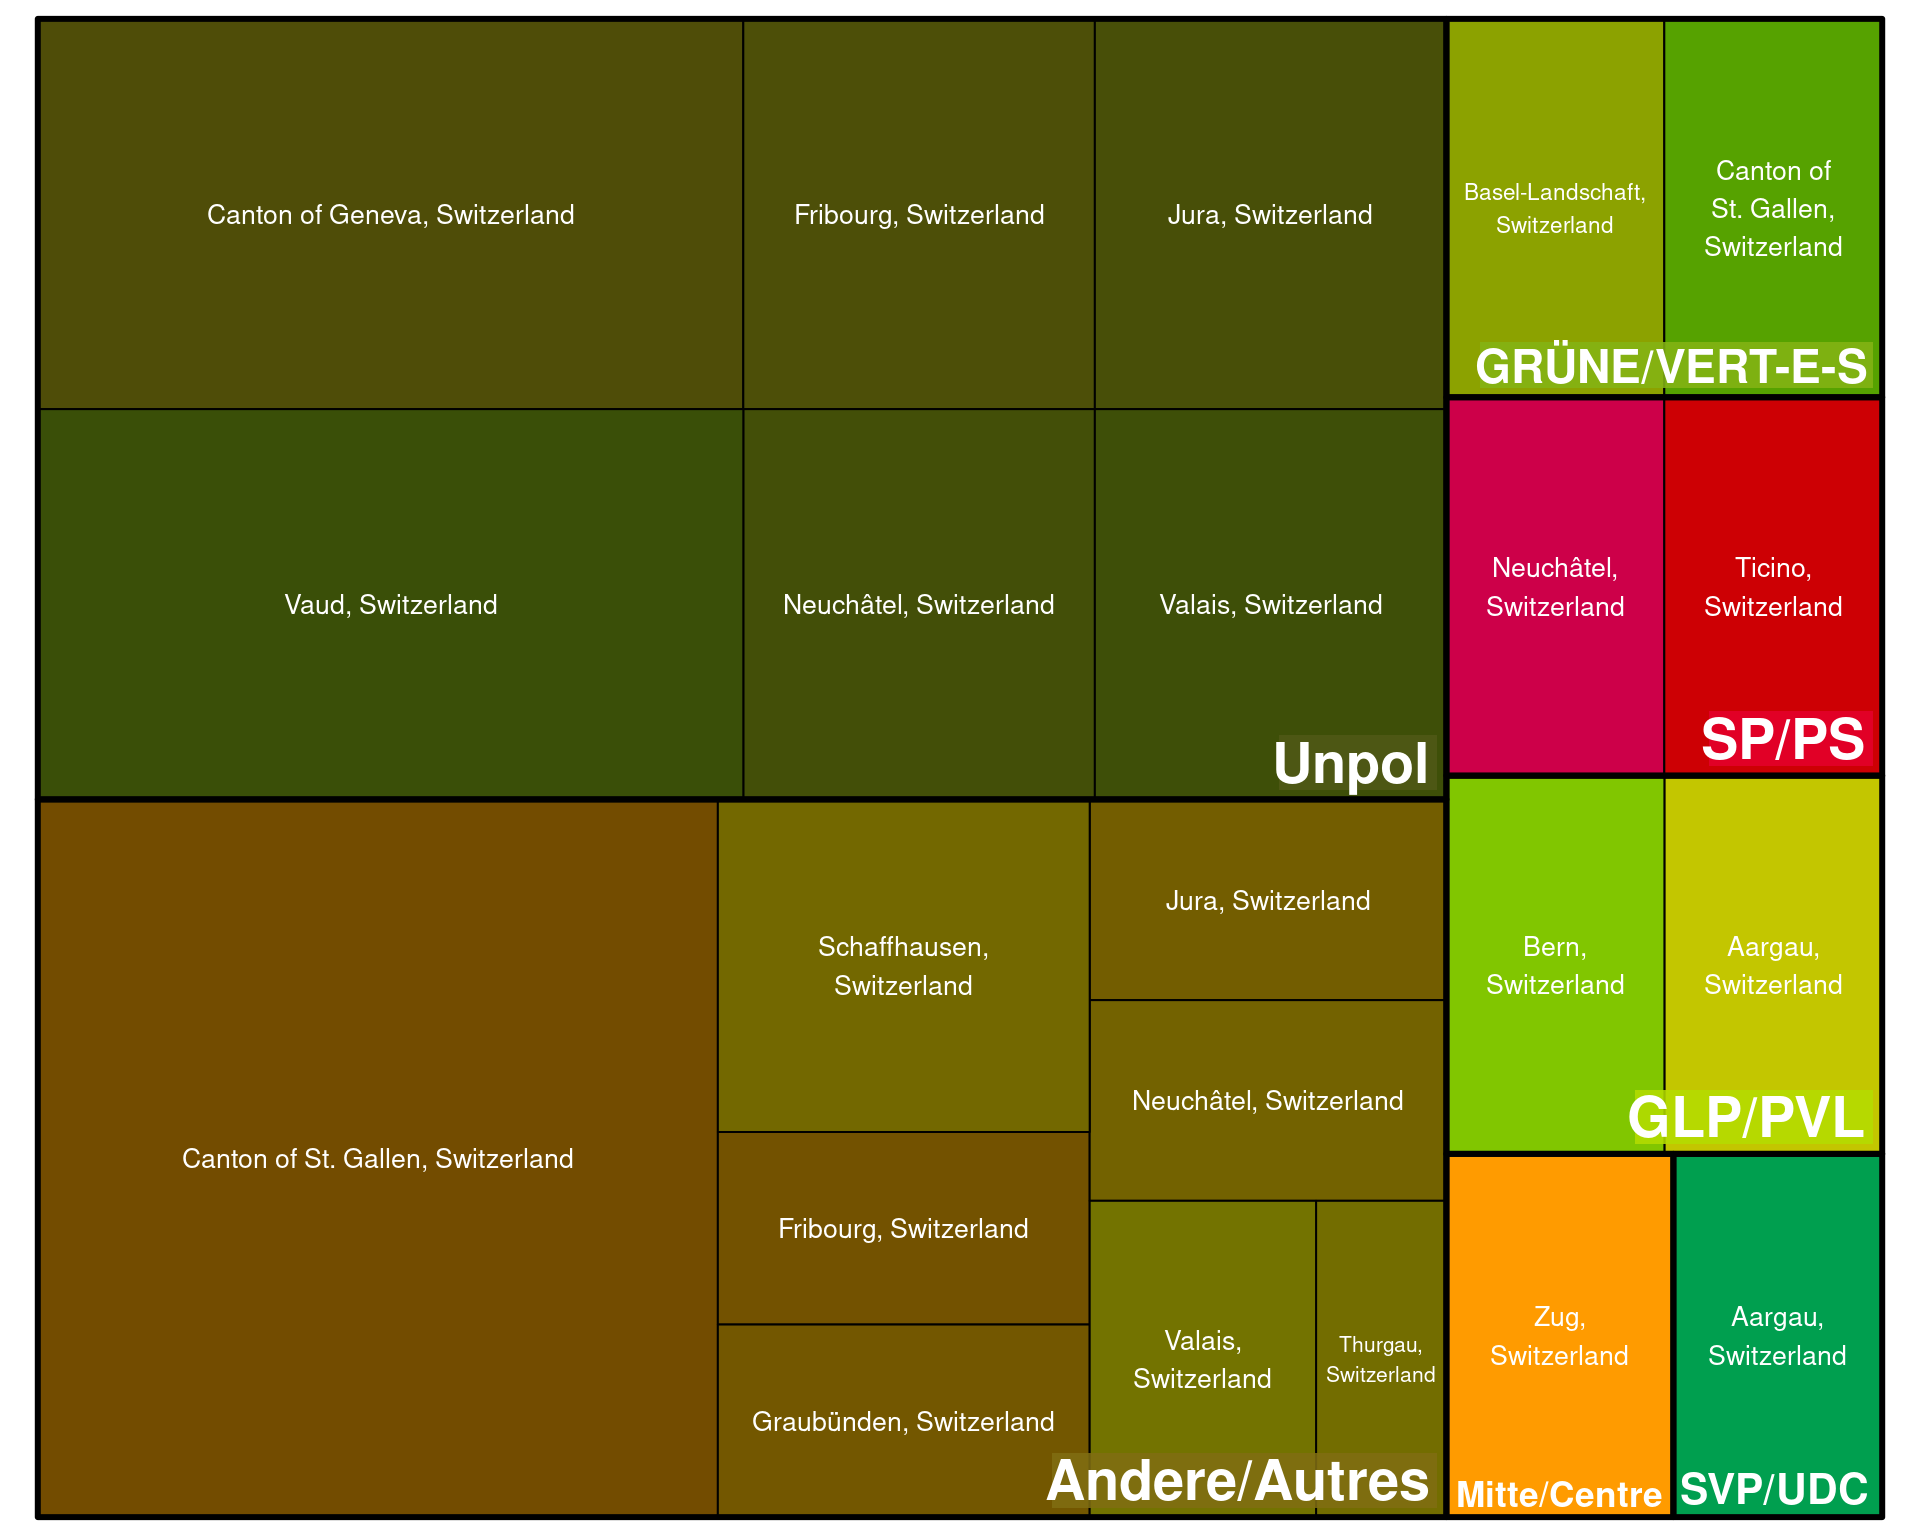 Canton of Geneva, Switzerland
Fribourg, Switzerland
Jura, Switzerland
Vaud, Switzerland
Neuchâtel, Switzerland
Valais, Switzerland
Unpol
Canton of St. Gallen, Switzerland
Schaffhausen,
Switzerland
Fribourg, Switzerland
Graubünden, Switzerland
Jura, Switzerland
Neuchâtel, Switzerland
Valais,
Switzerland
Thurgau,
Switzerland
Andere/Autres
Basel-Landschaft,
Switzerland
Canton of
St. Gallen,
Switzerland
GRÜNE/VERT-E-S
Neuchâtel,
Switzerland
Ticino,
Switzerland
SP/PS
Bern,
Switzerland
Aargau,
Switzerland
GLP/PVL
Zug,
Switzerland
Mitte/Centre
Aargau,
Switzerland
SVP/UDC